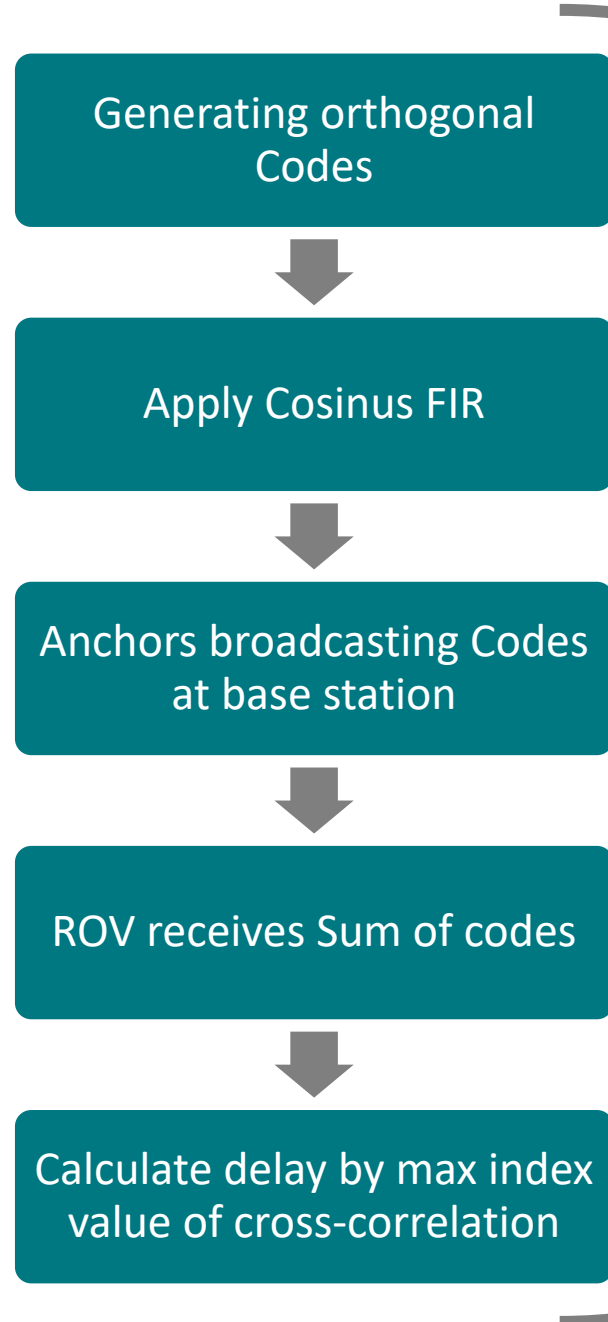 Generating orthogonal
Codes
Apply Cosinus FIR
Anchors broadcasting Codes
at base station
ROV receives Sum of codes
Calculate delay by max index
value of cross-correlation